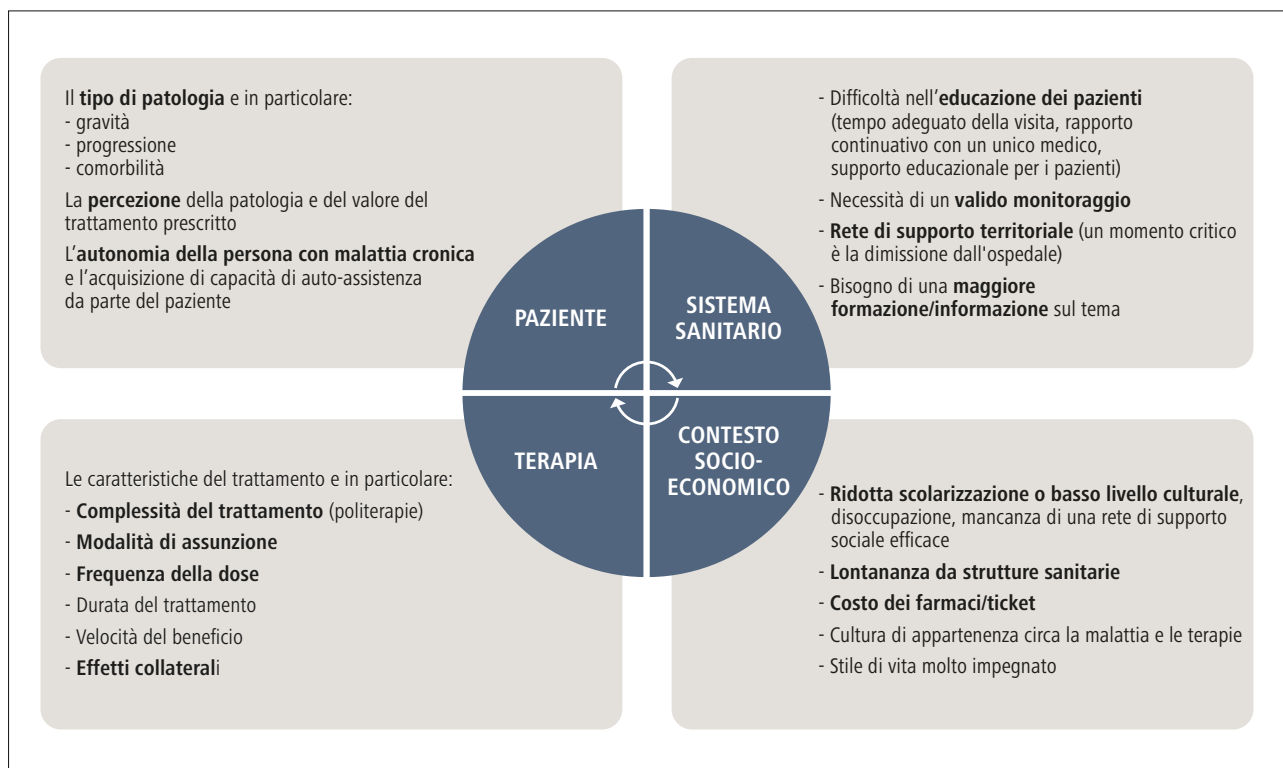 Il tipo di patologia e in particolare:
- gravità
- progressione
- comorbilità
La percezione della patologia e del valore del
trattamento prescritto
L'autonomia della persona con malattia cronica
e l'acquisizione di capacità di auto-assistenza
da parte del paziente
- Difficoltà nell'educazione dei pazienti
(tempo adeguato della visita, rapporto
continuativo con un unico medico,
supporto educazionale per i pazienti)
- Necessità di un valido monitoraggio
- Rete di supporto territoriale (un momento critico
è la dimissione dall'ospedale)
- Bisogno di una maggiore
formazione/informazione sul tema
PAZIENTE
SISTEMA
SANITARIO
TERAPIA
CONTESTO
SOCIO-
ECONOMICO
Le caratteristiche del trattamento e in particolare:
- Complessità del trattamento (politerapie)
- Modalità di assunzione
- Frequenza della dose
- Durata del trattamento
- Velocità del beneficio
- Effetti collaterali
- Ridotta scolarizzazione o basso livello culturale,
disoccupazione, mancanza di una rete di supporto
sociale efficace
- Lontananza da strutture sanitarie
- Costo dei farmaci/ticket
- Cultura di appartenenza circa la malattia e le terapie
- Stile di vita molto impegnato